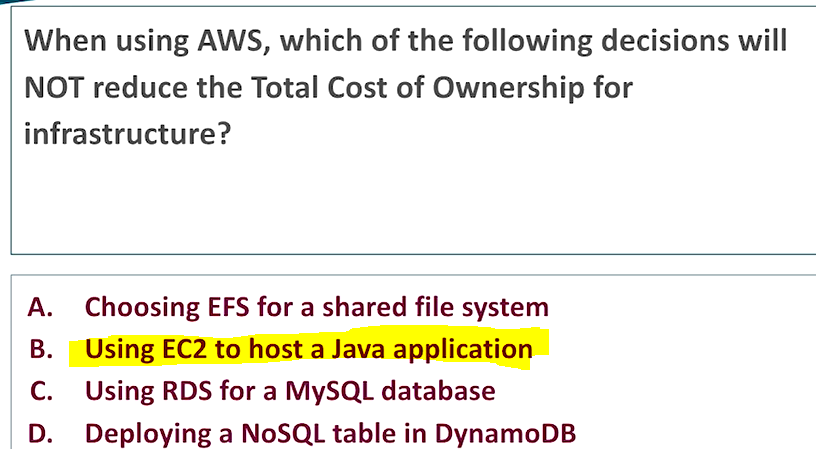 When using AWS, which of the following decisions will
NOT reduce the Total Cost of Ownership for
infrastructure?
A. Choosing EFS for a shared file system
B. Using EC2 to host a Java application
C. Using RDS for a MySQL database
D. Deploying a NoSQL table in DynamoDB